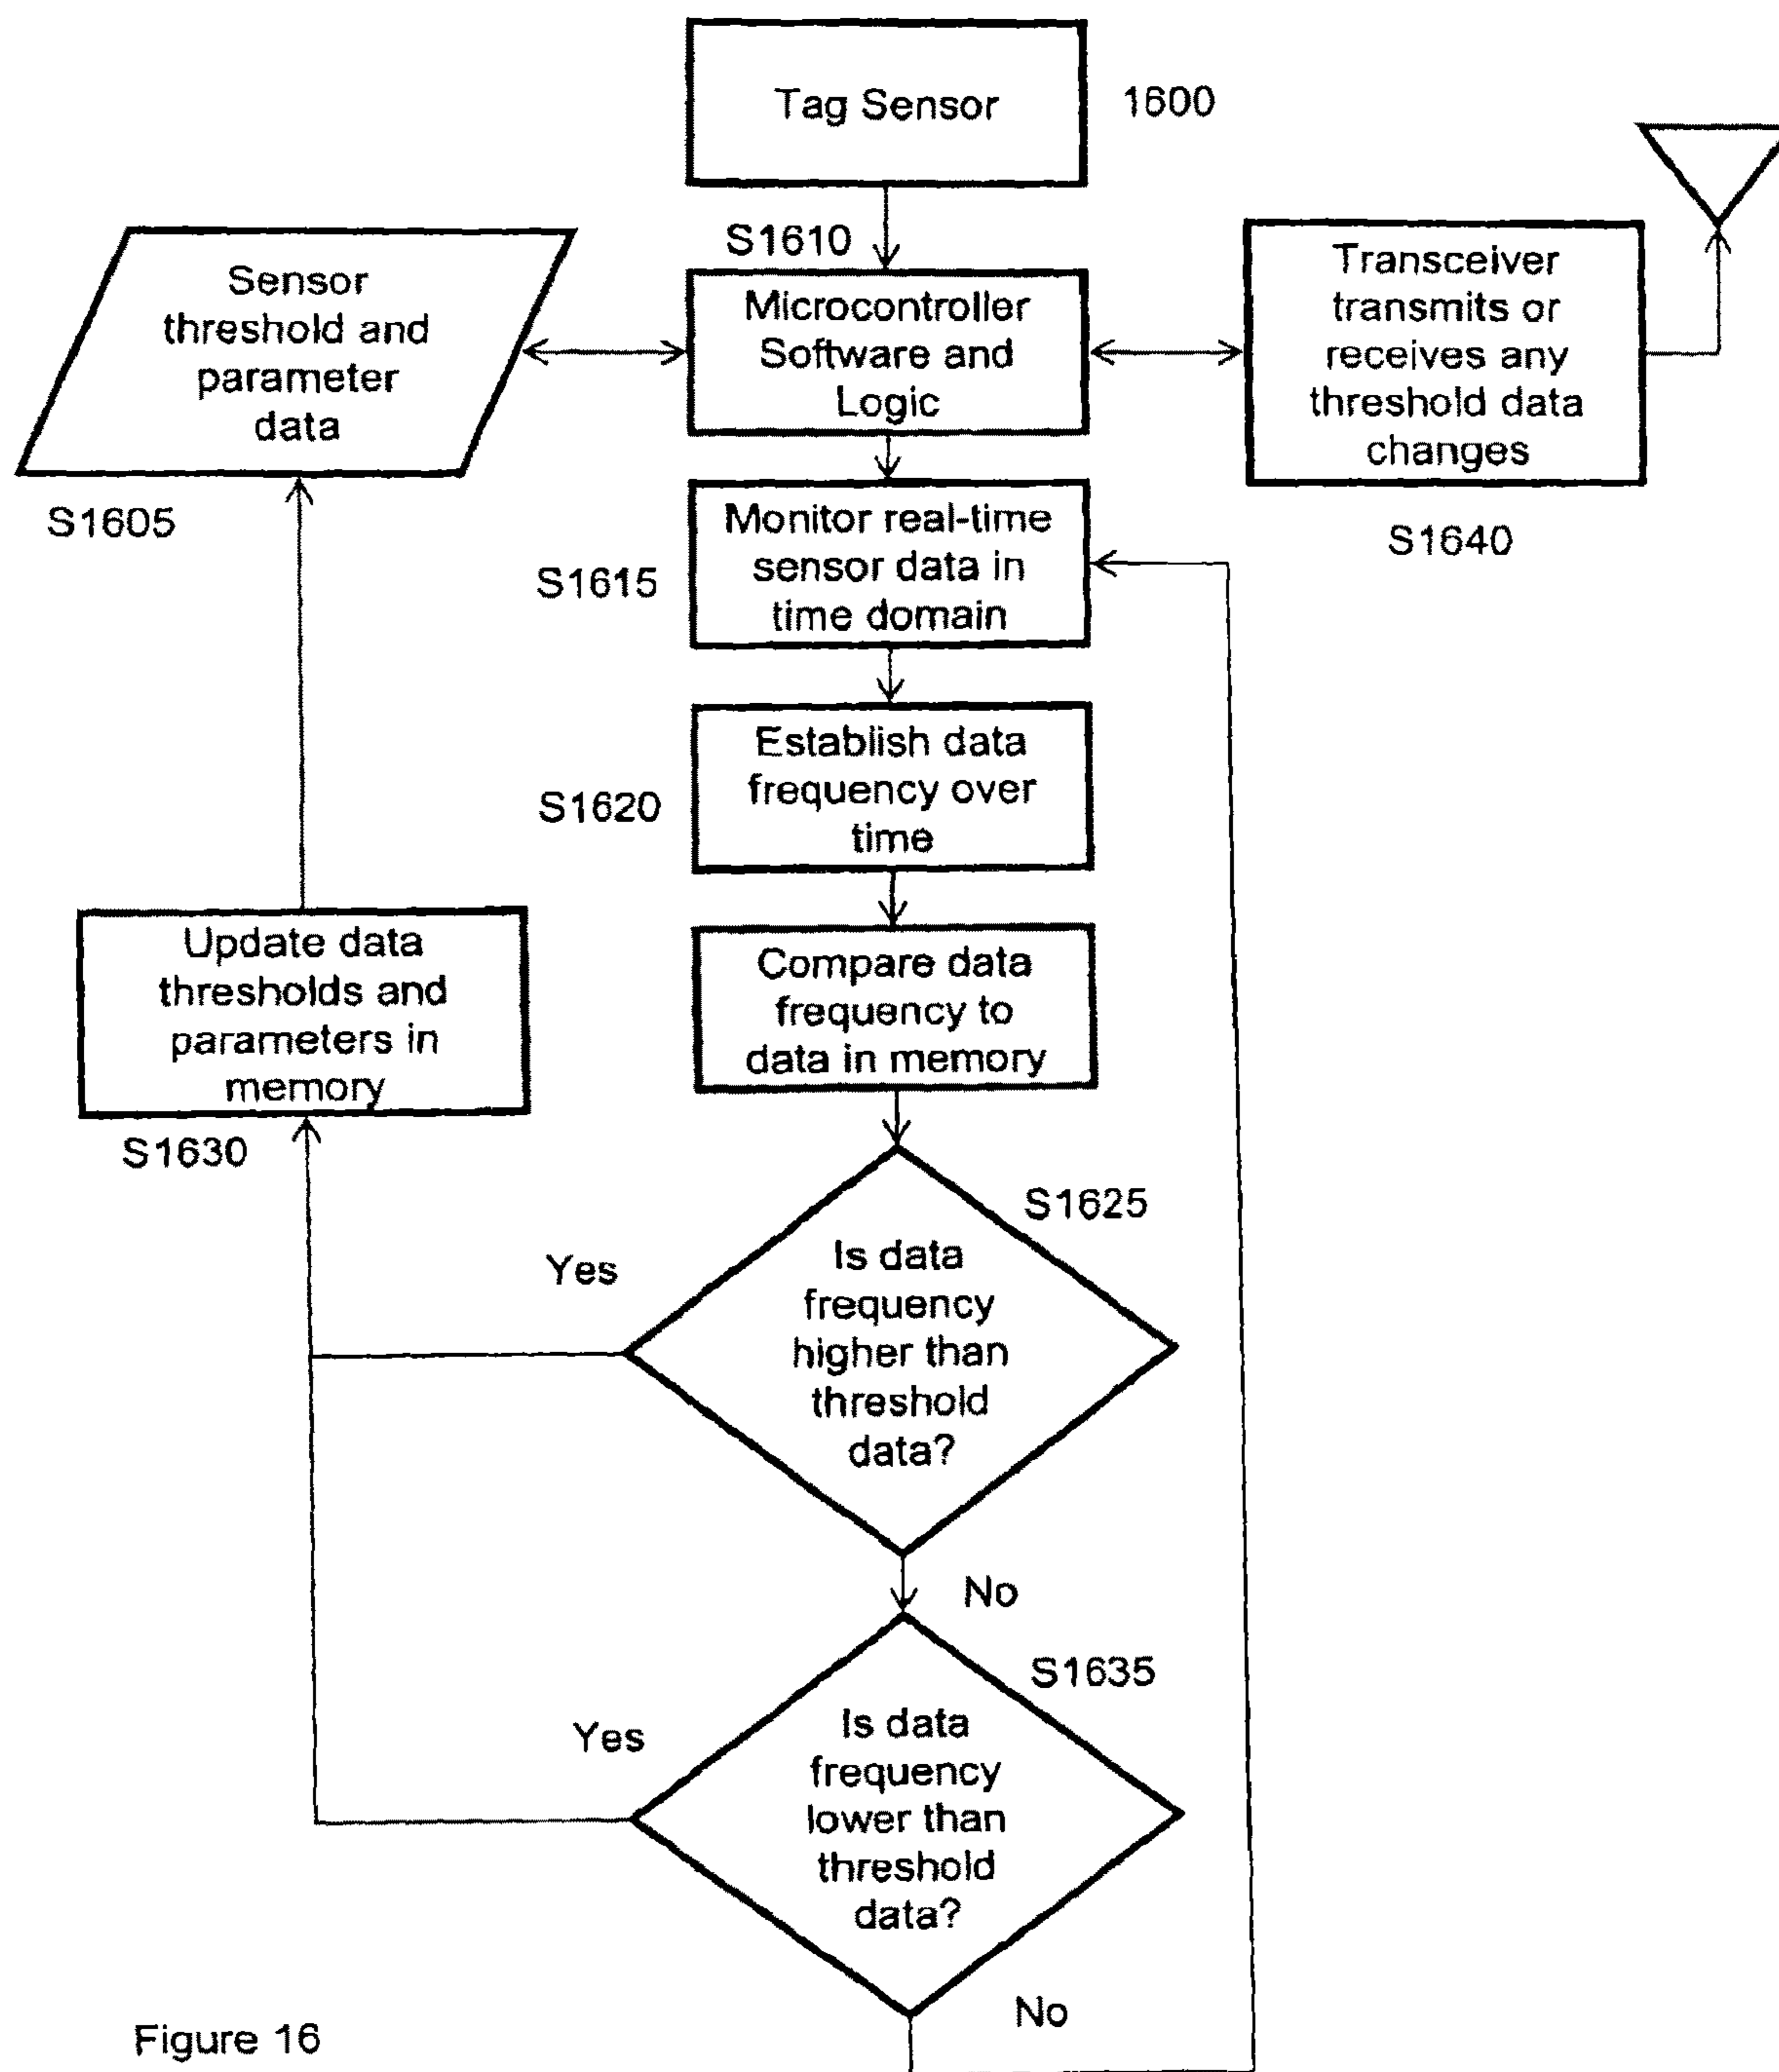 Tag Sensor
1600
S1610
Sensor
threshold and
parameter
data
S1605
Microcontroller
Software and
Logic
Transceiver
transmits or
receives any
threshold data
changes
S1640
Monitor real-time
sensor data in
time domain
S1615
Establish data
frequency over
time
S1620
Update data
thresholds and
parameters in
memory
S1630
Compare data
frequency to
data in memory
S1625
Yes
Is data
frequency
higher than
threshold
data?
No
S1635
Yes
Is data
frequency
lower than
threshold
data?
No
Figure 16